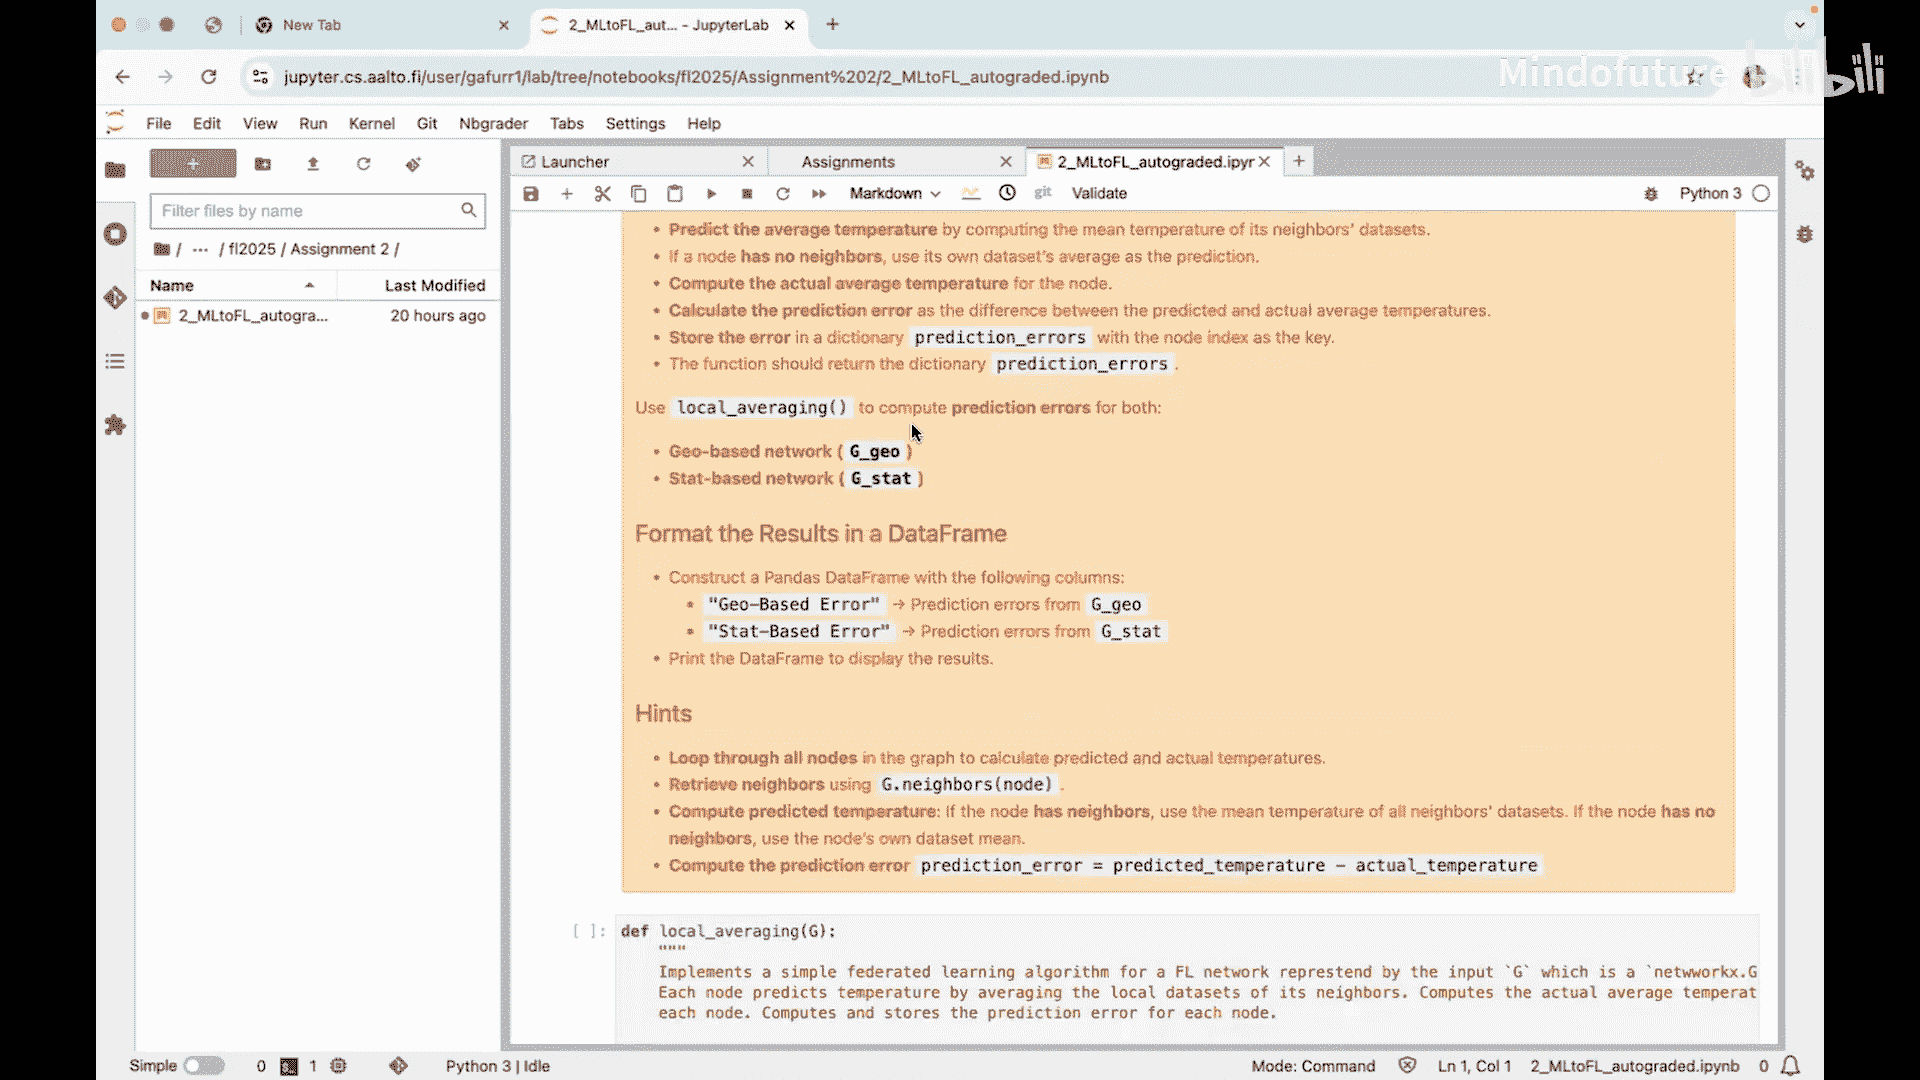 New Tab
2_MLtoFL_aut... - JupyterLab
jupyter.cs.aalto.fi/user/gafurr1/lab/tree/notebooks/fl2025/Assignment%202/2_MLtoFL_autograded.ipynb
Mindofuture
bilibili
File Edit View Run Kernel Git Nbgrader Tabs Settings Help
Launcher
Assignments
2_MLtoFL_autograded.ipyr
Markdown
git
Validate
Python 3
Filter files by name
/ ··· / fl2025 / Assignment 2 /
Name
Last Modified
2_MLtoFL_autogra...
20 hours ago
• Predict the average temperature by computing the mean temperature of its neighbors' datasets.
• If a node has no neighbors, use its own dataset's average as the prediction.
• Compute the actual average temperature for the node.
• Calculate the prediction error as the difference between the predicted and actual average temperatures.
• Store the error in a dictionary prediction_errors with the node index as the key.
• The function should return the dictionary prediction_errors .
Use local_averaging() to compute prediction errors for both:
• Geo-based network ( G_geo )
• Stat-based network ( G_stat )
Format the Results in a DataFrame
• Construct a Pandas DataFrame with the following columns:
• "Geo-Based Error" → Prediction errors from G_geo
• "Stat-Based Error" → Prediction errors from G_stat
• Print the DataFrame to display the results.
Hints
• Loop through all nodes in the graph to calculate predicted and actual temperatures.
• Retrieve neighbors using G.neighbors(node) .
• Compute predicted temperature: If the node has neighbors, use the mean temperature of all neighbors' datasets. If the node has no
neighbors, use the node's own dataset mean.
• Compute the prediction error prediction_error = predicted_temperature - actual_temperature
[ ]: def local_averaging(G):
"""
Implements a simple federated learning algorithm for a FL network represtend by the input `G` which is a `netwworkx.G
Each node predicts temperature by averaging the local datasets of its neighbors. Computes the actual average temperat
each node. Computes and stores the prediction error for each node.
Simple
0
1
Python 3 | Idle
Mode: Command
Ln 1, Col 1
2_MLtoFL_autograded.ipynb
0